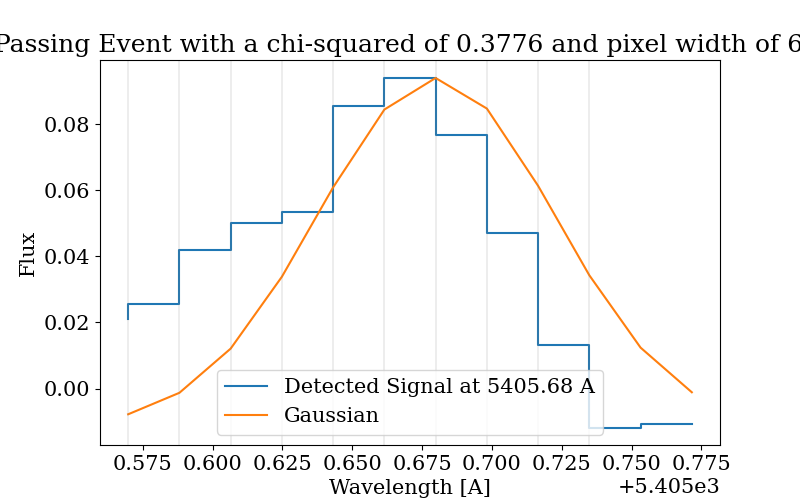 Passing Event with a chi-squared of 0.3776 and pixel width of 6
Flux
0.08
0.06
0.04
0.02
0.00
Detected Signal at 5405.68 A
Gaussian
0.575 0.600 0.625 0.650 0.675 0.700 0.725 0.750 0.775
Wavelength [A]
+5.405e3